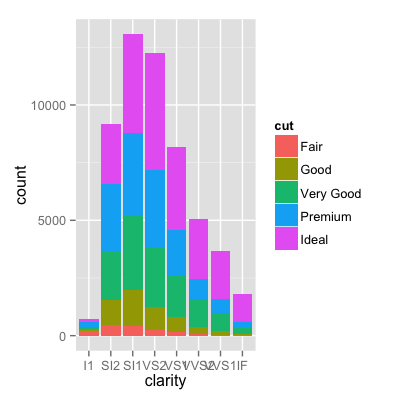 10000
5000
0
count
I1 SI2 SI1 VS2 VS1 VVS2 VVS1 IF
clarity
cut
Fair
Good
Very Good
Premium
Ideal